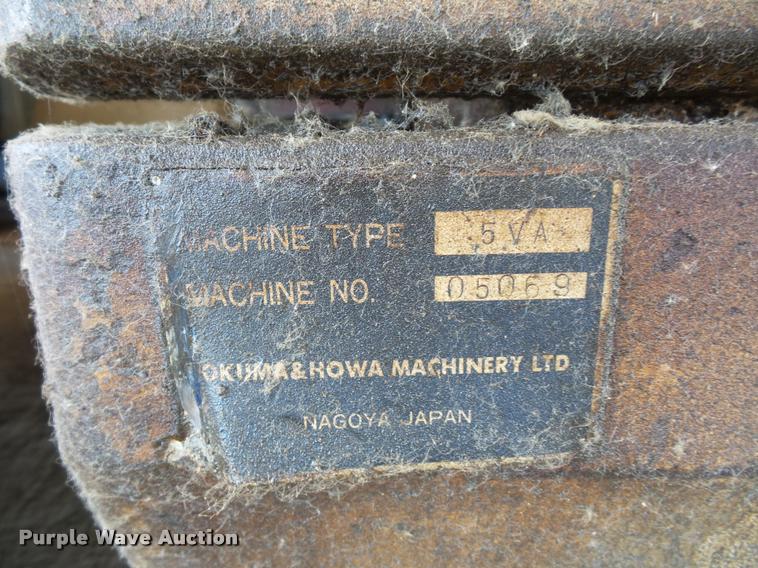 MACHINE TYPE 5VA
MACHINE NO. 05069
OKUMA&HOWA MACHINERY LTD
NAGOYA JAPAN
Purple Wave Auction